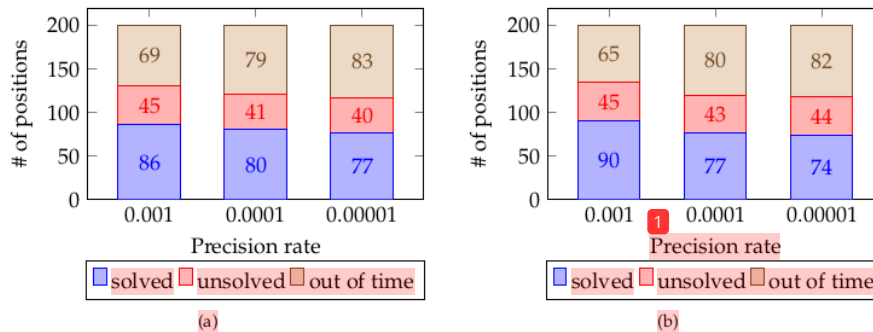 200
150
100
50
0
# of positions
69 79 83
45 41 40
86 80 77
0.001 0.0001 0.00001
Precision rate
solved unsolved out of time
(a)
200
150
100
50
0
# of positions
65 80 82
45 43 44
90 77 74
0.001 0.0001 0.00001
1
Precision rate
solved unsolved out of time
(b)